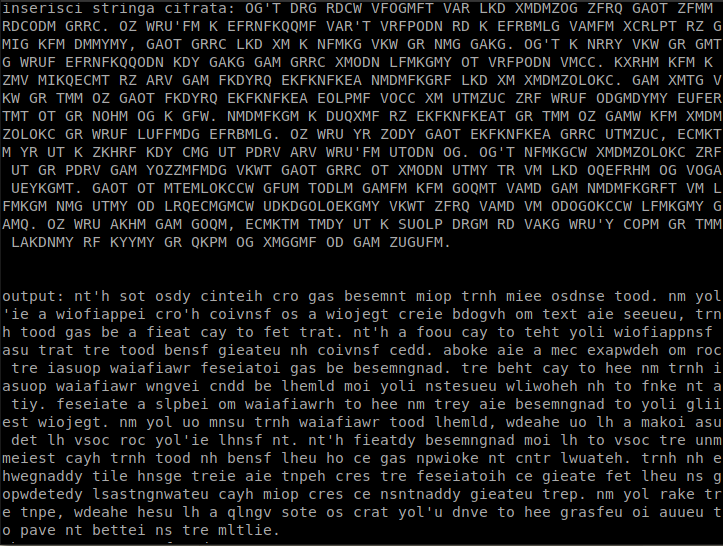 inserisci stringa cifrata: OG'T DRG RDCW VFOGMFT VAR LKD XMDMZOG ZFRQ GAOT ZFMM
RDCODM GRRC. OZ WRU'FM K EFRNFKQQMF VAR'T VRFPODN RD K EFRBMLG VAMFM XCRLPT RZ G
MIG KFM DMMYMY, GAOT GRRC LKD XM K NFMKG VKW GR NMG GAKG. OG'T K NRRY VKW GR GMT
G WRUF EFRNFKQQODN KDY GAKG GAM GRRC XMODN LFMKGMY OT VRFPODN VMCC. KXRHM KFM K
ZMV MIKQECMT RZ ARV GAM FKDYRQ EKFKNFKEA NMDMFKGRF LKD XM XMDMZOLOKC. GAM XMTG V
KW GR TMM OZ GAOT FKDYRQ EKFKNFKEA EOLPMF VOCC XM UTMZUC ZRF WRUF ODGMDYMY EUFER
TMT OT GR NOHM OG K GFW. NMDMFKGM K DUQXMF RZ EKFKNFKEAT GR TMM OZ GAMW KFM XMDM
ZOLOKC GR WRUF LUFFMDG EFRBMLG. OZ WRU YR ZODY GAOT EKFKNFKEA GRRC UTMZUC, ECMKT
M YR UT K ZKHRF KDY CMG UT PDRV ARV WRU'FM UTODN OG. OG'T NFMKGCW XMDMZOLOKC ZRF
 UT GR PDRV GAM YOZZMFMDG VKWT GAOT GRRC OT XMODN UTMY TR VM LKD OQEFRHM OG VOGA
 UEYKGMT. GAOT OT MTEMLOKCCW GFUM TODLM GAMFM KFM GOQMT VAMD GAM NMDMFKGRFT VM L
FMKGM NMG UTMY OD LRQECMGMCW UDKDGOLOEKGMY VKWT ZFRQ VAMD VM ODOGOKCCW LFMKGMY G
AMQ. OZ WRU AKHM GAM GOQM, ECMKTM TMDY UT K SUOLP DRGM RD VAKG WRU'Y COPM GR TMM
 LAKDNMY RF KYYMY GR QKPM OG XMGGMF OD GAM ZUGUFM.
output: nt'h sot osdy cinteih cro gas besemnt miop trnh miee osdnse tood. nm yol
'ie a wiofiappei cro'h coivnsf os a wiojegt creie bdogvh om text aie seeueu, trn
h tood gas be a fieat cay to fet trat. nt'h a foou cay to teht yoli wiofiappnsf
asu trat tre tood bensf gieateu nh coivnsf cedd. aboke aie a mec exapwdeh om roc
 tre iasuop waiafiawr feseiatoi gas be besemngnad. tre beht cay to hee nm trnh i
asuop waiafiawr wngvei cndd be lhemld moi yoli nstesueu wliwoheh nh to fnke nt a
 tiy. feseiate a slpbei om waiafiawrh to hee nm trey aie besemngnad to yoli glii
est wiojegt. nm yol uo mnsu trnh waiafiawr tood lhemld, wdeahe uo lh a makoi asu
 det lh vsoc roc yol'ie lhnsf nt. nt'h fieatdy besemngnad moi lh to vsoc tre unm
meiest cayh trnh tood nh bensf lheu ho ce gas npwioke nt cntr lwuateh. trnh nh e
hwegnaddy tile hnsge treie aie tnpeh cres tre feseiatoih ce gieate fet lheu ns g
opwdetedy lsastngnwateu cayh miop cres ce nsntnaddy gieateu trep. nm yol rake tr
e tnpe, wdeahe hesu lh a qlngv sote os crat yol'u dnve to hee grasfeu oi auueu t
o pave nt bettei ns tre mltlie.